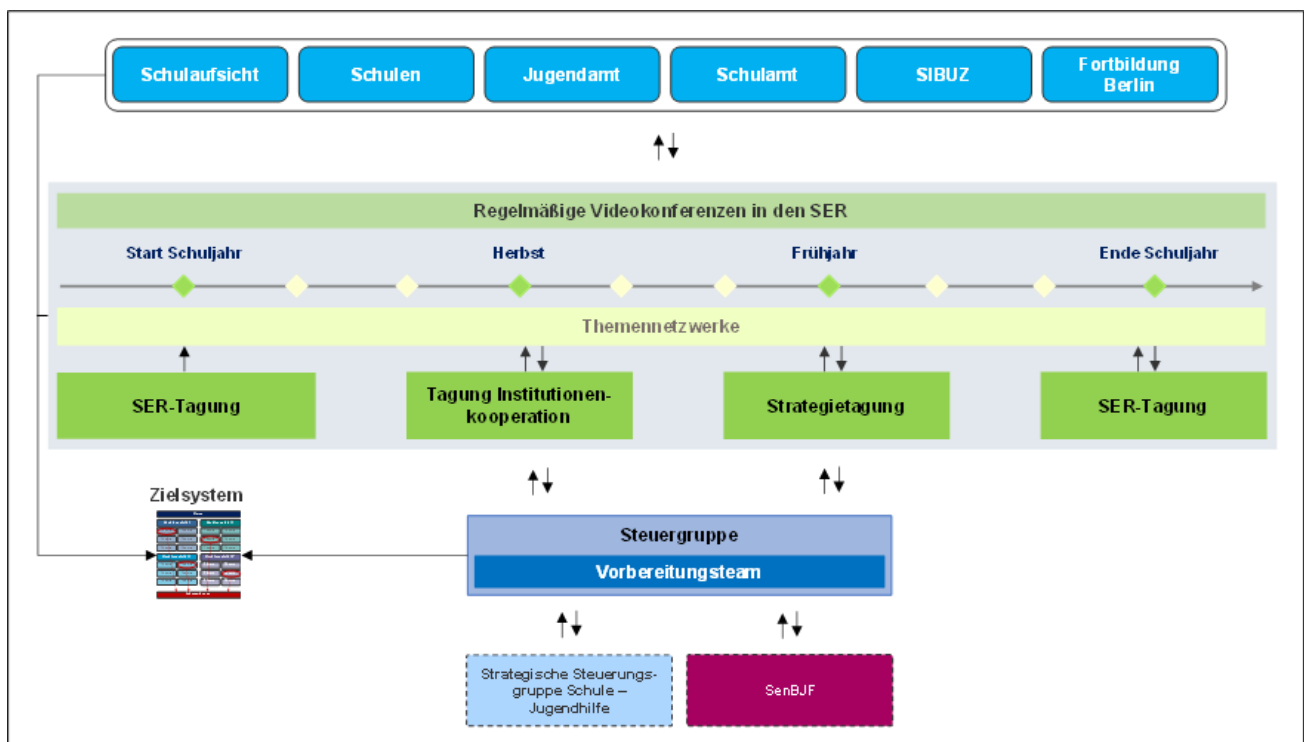 Schulaufsicht
Schulen
Jugendamt
Schulamt
SIBUZ
Fortbildung
Berlin
Regelmäßige Videokonferenzen in den SER
Start Schuljahr
Herbst
Frühjahr
Ende Schuljahr
Themennetzwerke
SER-Tagung
Tagung Institutionen-
kooperation
Strategietagung
SER-Tagung
Zielsystem
Steuergruppe
Vorbereitungsteam
Strategische Steuerungs-
gruppe Schule –
Jugendhilfe
SenBJF